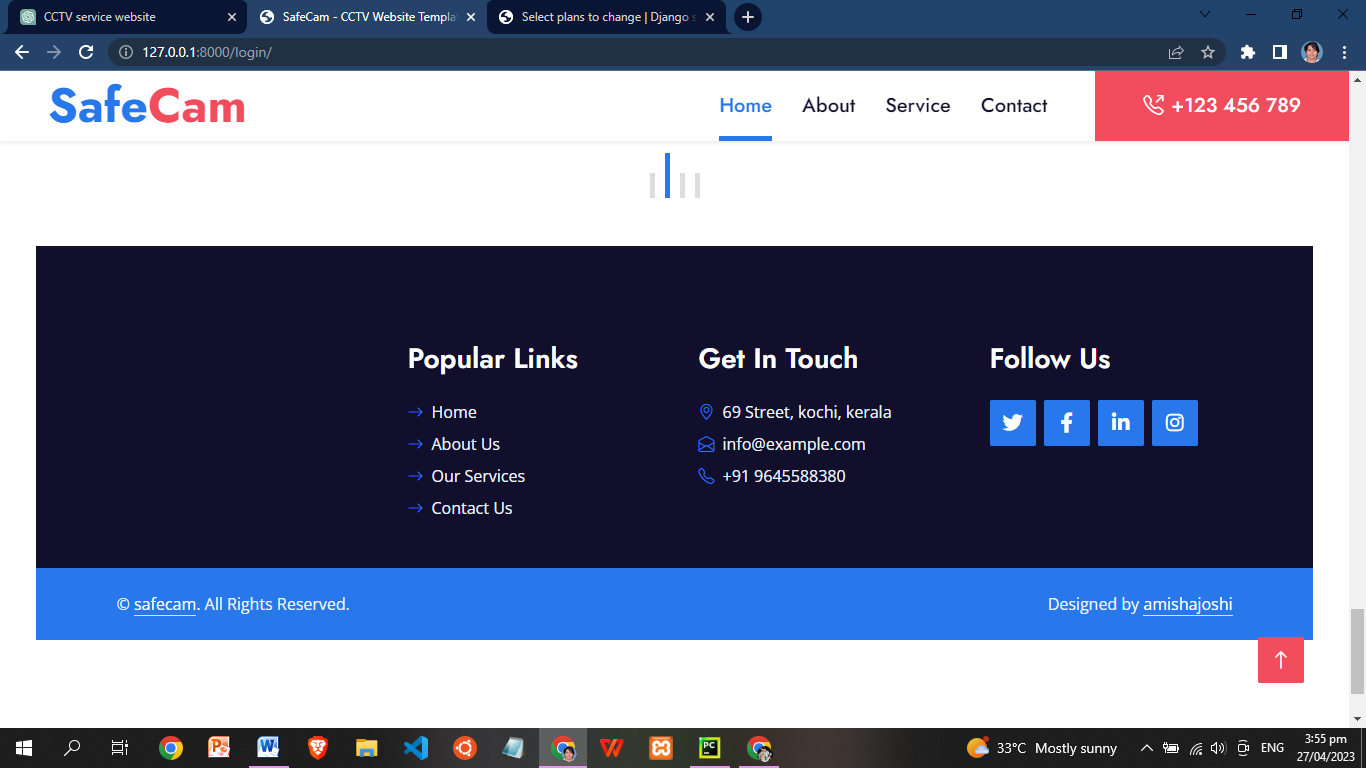 CCTV service website
SafeCam - CCTV Website Templa
Select plans to change | Django s
127.0.0.1:8000/login/
SafeCam
Home
About
Service
Contact
+123 456 789
Popular Links
Home
About Us
Our Services
Contact Us
Get In Touch
69 Street, kochi, kerala
info@example.com
+91 9645588380
Follow Us
© safecam. All Rights Reserved.
Designed by amishajoshi
33°C Mostly sunny
ENG
3:55 pm
27/04/2023